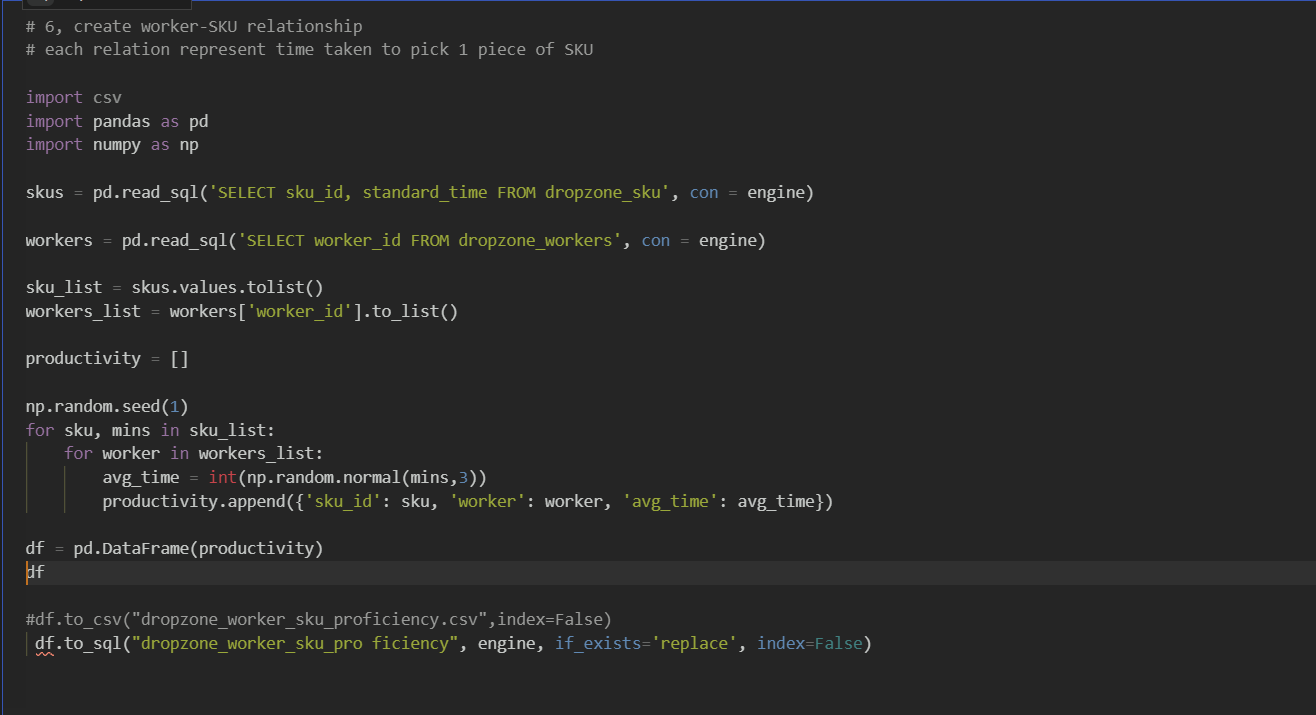 # 6, create worker-SKU relationship
# each relation represent time taken to pick 1 piece of SKU
import csv
import pandas as pd
import numpy as np
skus = pd.read_sql('SELECT sku_id, standard_time FROM dropzone_sku', con = engine)
workers = pd.read_sql('SELECT worker_id FROM dropzone_workers', con = engine)
sku_list = skus.values.tolist()
workers_list = workers['worker_id'].to_list()
productivity = []
np.random.seed(1)
for sku, mins in sku_list:
    for worker in workers_list:
        avg_time = int(np.random.normal(mins,3))
        productivity.append({'sku_id': sku, 'worker': worker, 'avg_time': avg_time})
df = pd.DataFrame(productivity)
df
#df.to_csv("dropzone_worker_sku_proficiency.csv",index=False)
 df.to_sql("dropzone_worker_sku_pro ficiency", engine, if_exists='replace', index=False)